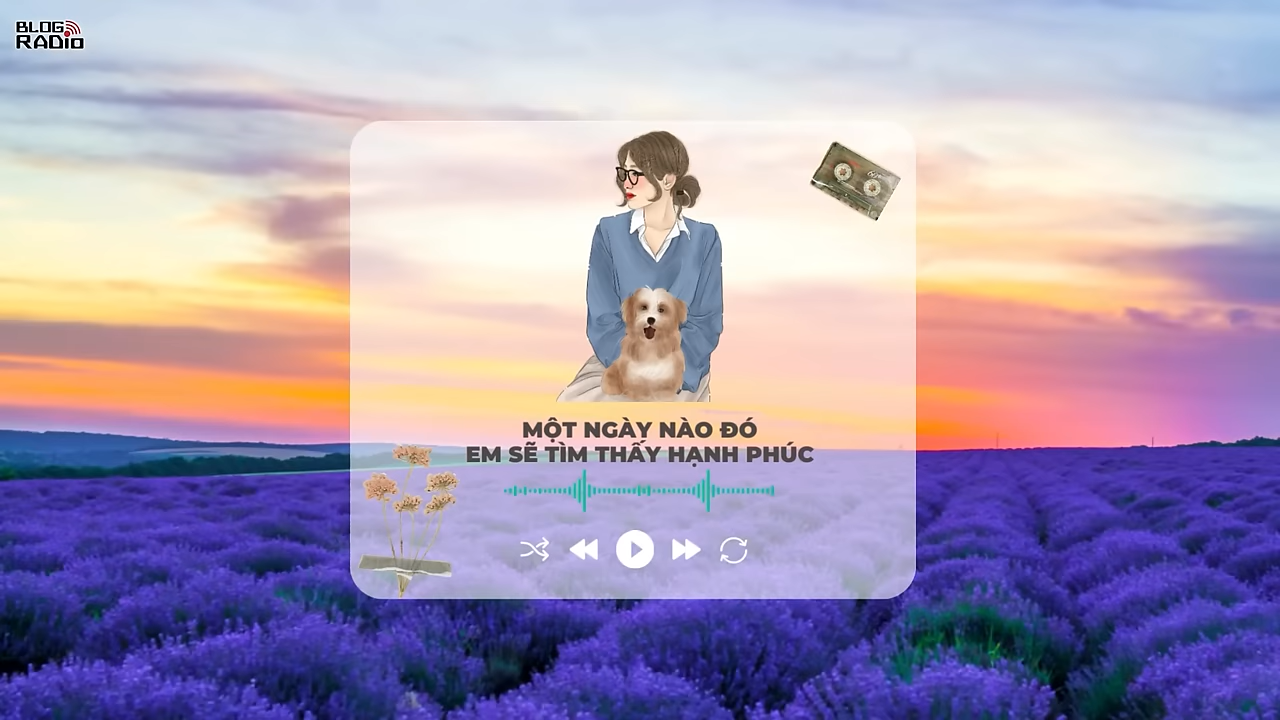 BLOG
RADIO
MỘT NGÀY NÀO ĐÓ
EM SẼ TÌM THẤY HẠNH PHÚC